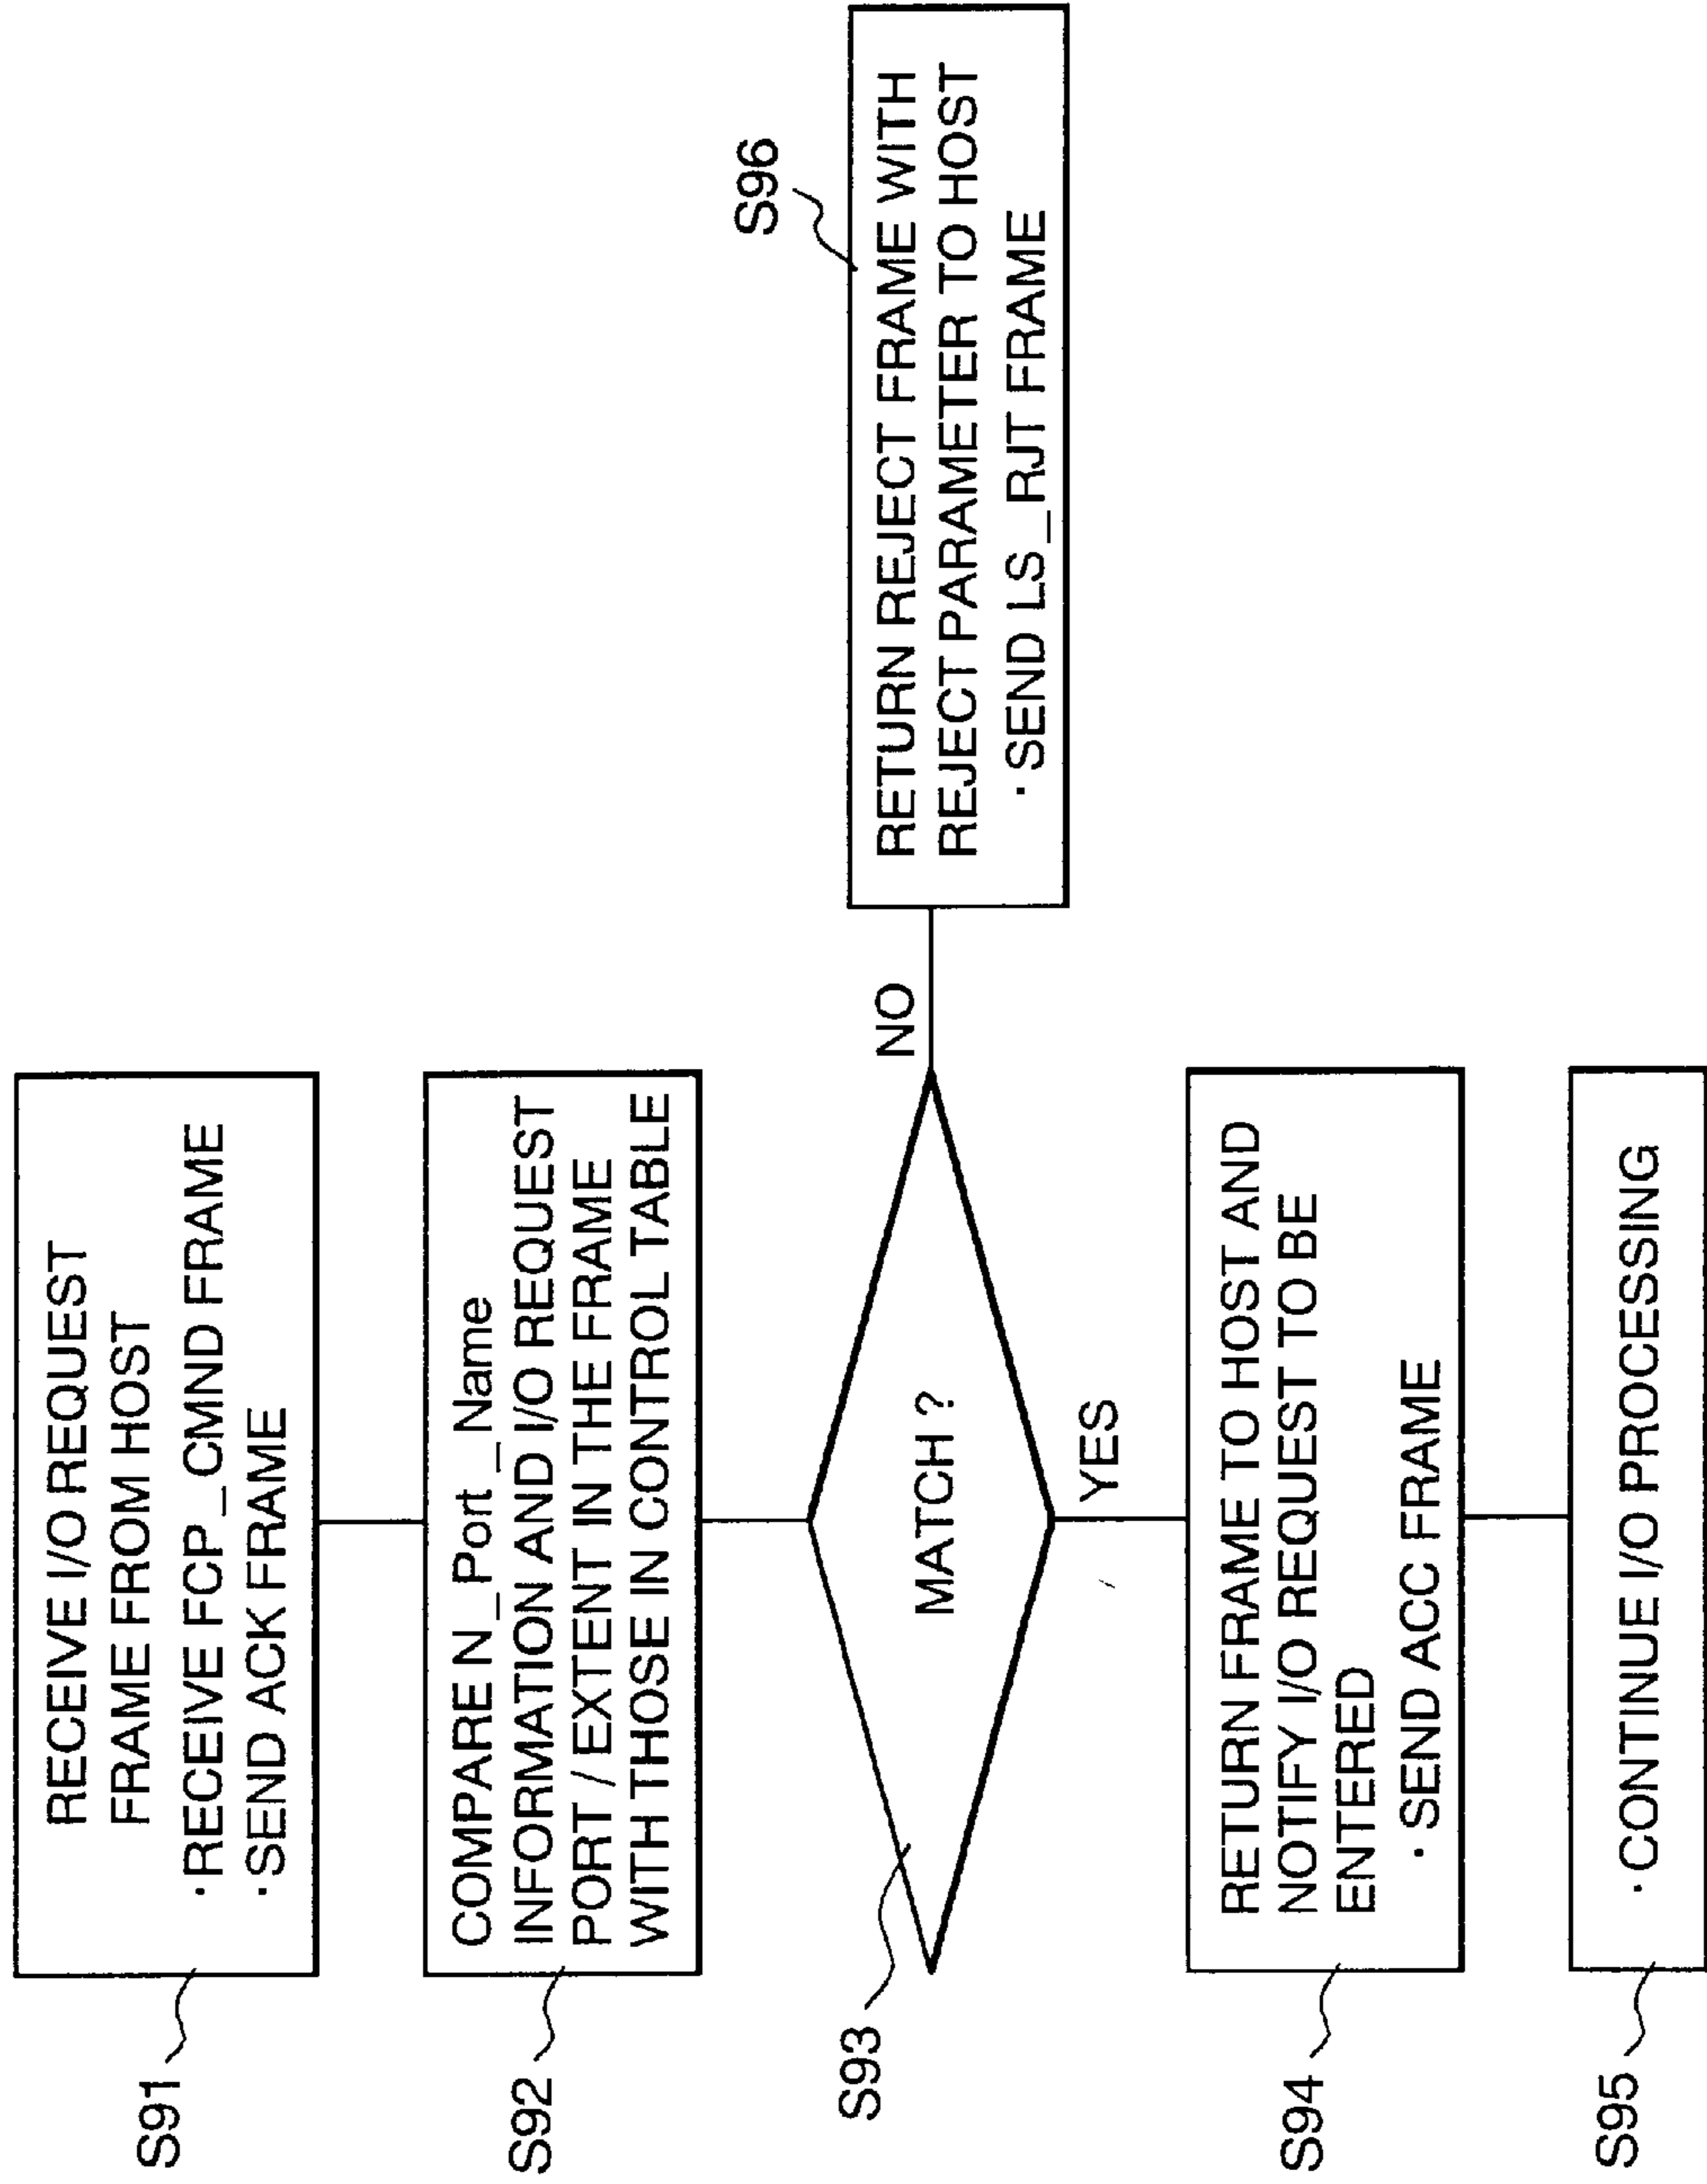 S91
RECEIVE I/O REQUEST
FRAME FROM HOST
·RECEIVE FCP_CMND FRAME
·SEND ACK FRAME
S92
COMPARE N_Port_Name
INFORMATION AND I/O REQUEST
PORT / EXTENT IN THE FRAME
WITH THOSE IN CONTROL TABLE
S93
MATCH ?
NO
S96
RETURN REJECT FRAME WITH
REJECT PARAMETER TO HOST
· SEND LS_RJT FRAME
YES
S94
RETURN FRAME TO HOST AND
NOTIFY I/O REQUEST TO BE
ENTERED
· SEND ACC FRAME
S95
· CONTINUE I/O PROCESSING